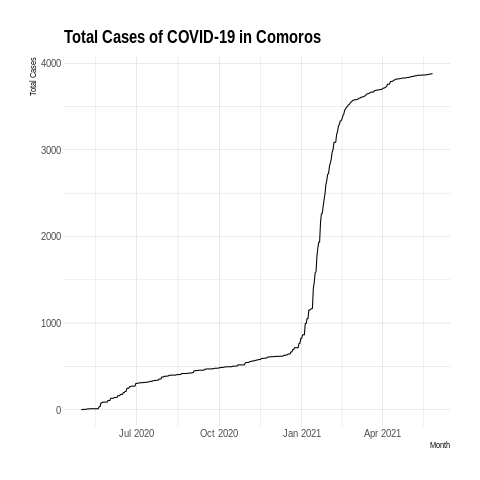 Total Cases of COVID-19 in Comoros
Total Cases
4000
3000
2000
1000
0
Jul 2020 Oct 2020 Jan 2021 Apr 2021
Month